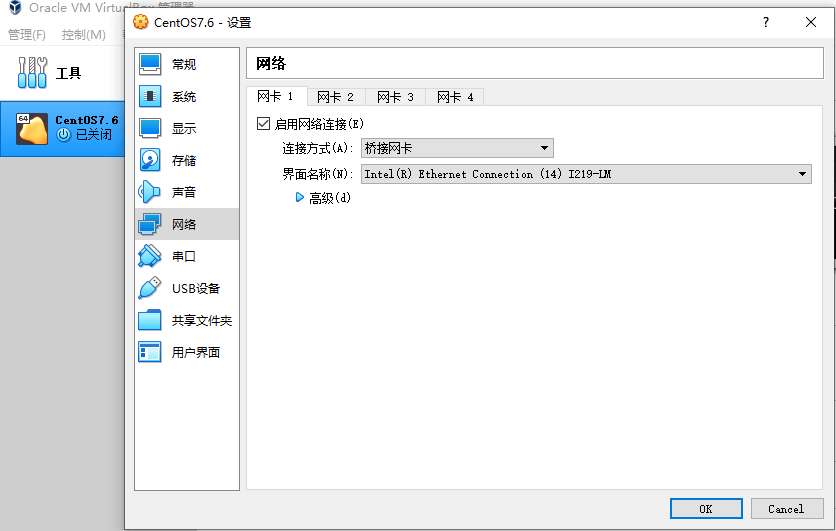 Oracle VM VirtualBox 管理器
管理(F) 控制(M)
工具
64
CentOS7.6
已关闭
CentOS7.6 - 设置
?
常规
系统
显示
存储
声音
网络
串口
USB设备
共享文件夹
用户界面
网络
网卡 1 网卡 2 网卡 3 网卡 4
启用网络连接(E)
连接方式(A): 桥接网卡
界面名称(N): Intel(R) Ethernet Connection (14) I219-LM
高级(d)
OK Cancel